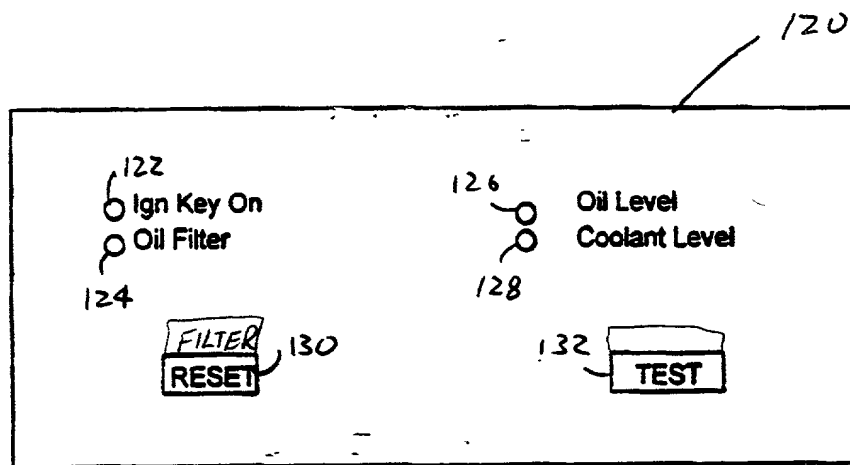 120
122
Ign Key On
126
Oil Level
Oil Filter
Coolant Level
124
128
FILTER
130
RESET
132
TEST